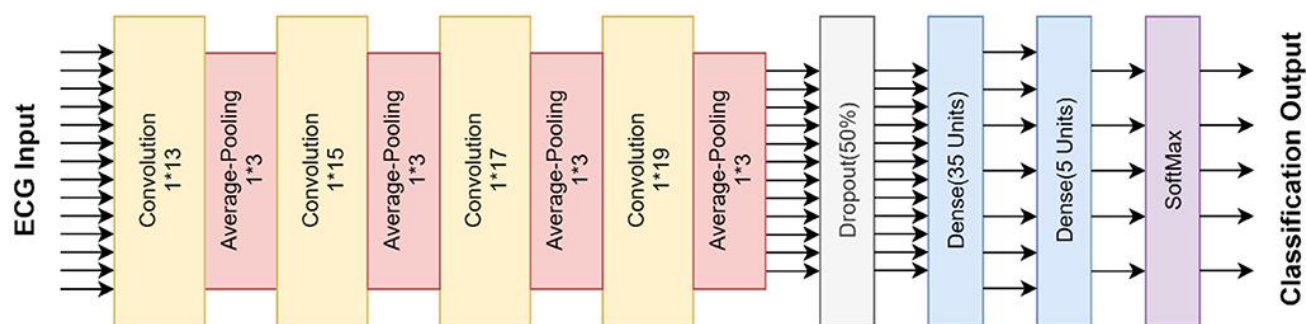 ECG Input
Convolution
1*13
Average-Pooling
1*3
Convolution
1*15
Average-Pooling
1*3
Convolution
1*17
Average-Pooling
1*3
Convolution
1*19
Average-Pooling
1*3
Dropout(50%)
Dense(35 Units)
Dense(5 Units)
SoftMax
Classification Output